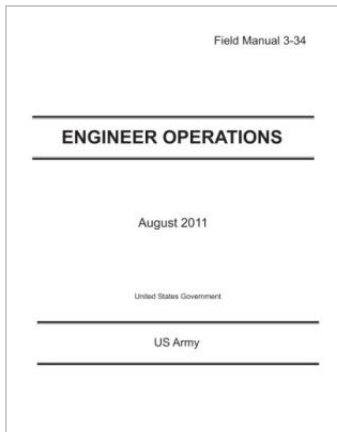 Field Manual 3-34
ENGINEER OPERATIONS
August 2011
United States Government
US Army